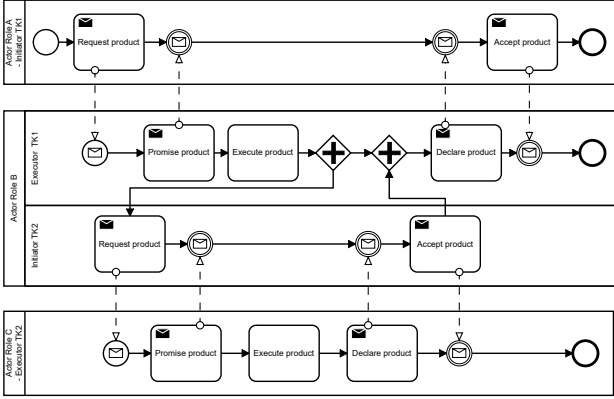 Actor Role A
- Initiator TK1
Request product
Accept product
Actor Role B
Executor TK1
Promise product
Execute product
Declare product
Initiator TK2
Request product
Accept product
Actor Role C
- Executor TK2
Promise product
Execute product
Declare product